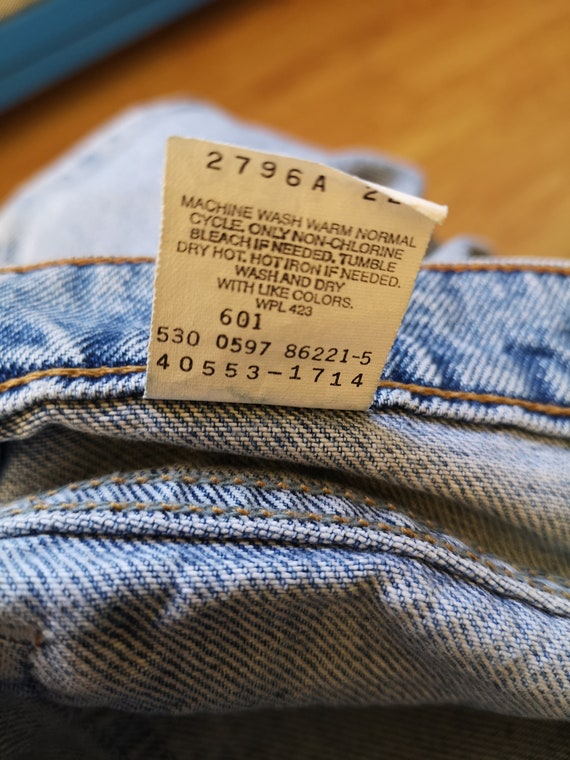 2796A
MACHINE WASH WARM NORMAL
CYCLE. ONLY NON-CHLORINE
BLEACH IF NEEDED. TUMBLE
DRY HOT. HOT IRON IF NEEDED.
WASH AND DRY
WITH LIKE COLORS.
WPL 423
601
530 0597 86221-5
40553-1714